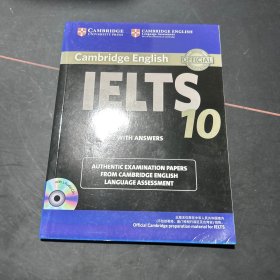 CAMBRIDGE
UNIVERSITY PRESS
CAMBRIDGE ENGLISH
Language Assessment
Cambridge English
OFFICIAL
IELTS
10
WITH ANSWERS
AUTHENTIC EXAMINATION PAPERS
FROM CAMBRIDGE ENGLISH
LANGUAGE ASSESSMENT
Official Cambridge preparation material for IELTS